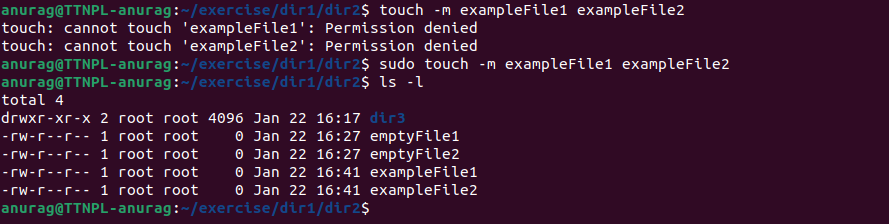 anurag@TTNPL-anurag:~/exercise/dir1/dir2$ touch -m exampleFile1 exampleFile2
touch: cannot touch 'exampleFile1': Permission denied
touch: cannot touch 'exampleFile2': Permission denied
anurag@TTNPL-anurag:~/exercise/dir1/dir2$ sudo touch -m exampleFile1 exampleFile2
anurag@TTNPL-anurag:~/exercise/dir1/dir2$ ls -l
total 4
drwxr-xr-x 2 root root 4096 Jan 22 16:17 dir3
-rw-r--r-- 1 root root    0 Jan 22 16:27 emptyFile1
-rw-r--r-- 1 root root    0 Jan 22 16:27 emptyFile2
-rw-r--r-- 1 root root    0 Jan 22 16:41 exampleFile1
-rw-r--r-- 1 root root    0 Jan 22 16:41 exampleFile2
anurag@TTNPL-anurag:~/exercise/dir1/dir2$